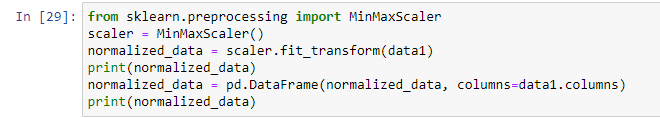 In [29]: from sklearn.preprocessing import MinMaxScaler
scaler = MinMaxScaler()
normalized_data = scaler.fit_transform(data1)
print(normalized_data)
normalized_data = pd.DataFrame(normalized_data, columns=data1.columns)
print(normalized_data)